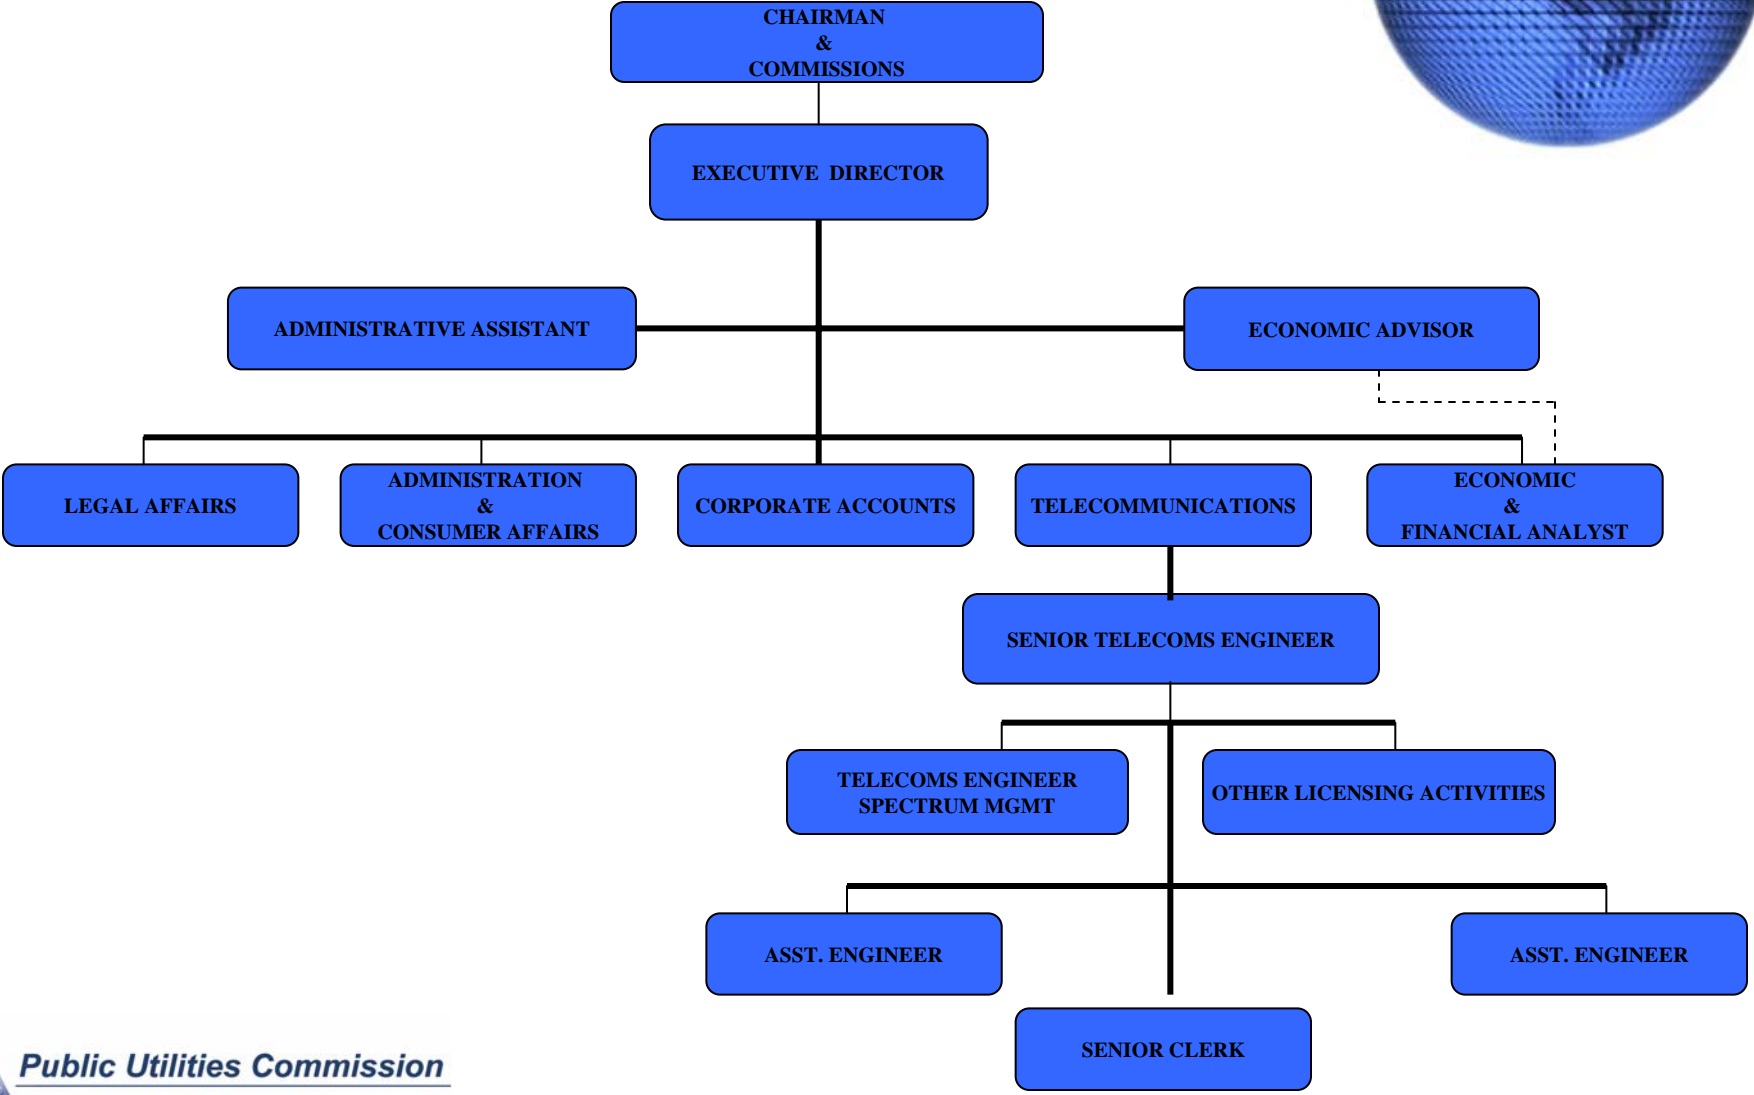 CHAIRMAN
&
COMMISSIONS
EXECUTIVE DIRECTOR
ADMINISTRATIVE ASSISTANT
ECONOMIC ADVISOR
LEGAL AFFAIRS
ADMINISTRATION
&
CONSUMER AFFAIRS
CORPORATE ACCOUNTS
TELECOMMUNICATIONS
ECONOMIC
&
FINANCIAL ANALYST
SENIOR TELECOMS ENGINEER
TELECOMS ENGINEER
SPECTRUM MGMT
OTHER LICENSING ACTIVITIES
ASST. ENGINEER
ASST. ENGINEER
SENIOR CLERK
Public Utilities Commission